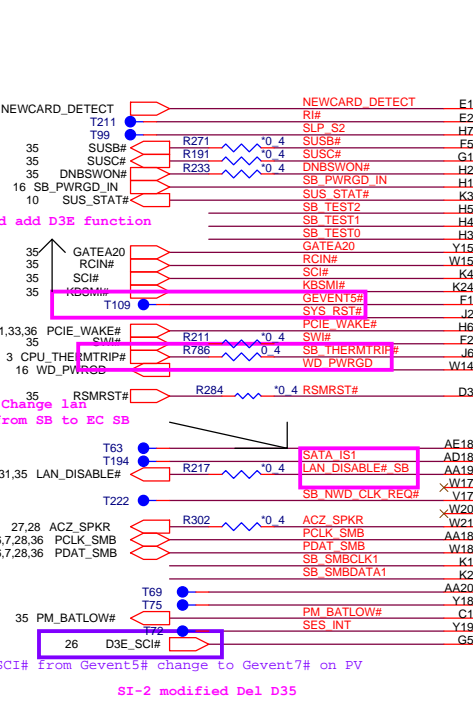 NEWCARD_DETECT NEWCARD_DETECT E1
T211 RI# E2
T99 SLP_S2 H7
35 SUSB# R271 *0_4 SUSB# F5
35 SUSC# R191 *0_4 SUSC# G1
35 DNBSWON# R233 *0_4 DNBSWON# H2
16 SB_PWRGD_IN SB_PWRGD_IN H1
10 SUS_STAT# SUS_STAT# K3
SB_TEST2 H5
d add D3E function SB_TEST1 H4
SB_TEST0 H3
35 GATEA20 GATEA20 Y15
35 RCIN# RCIN# W15
35 SCI# SCI# K4
35 KBSMI# KBSMI# K24
T109 GEVENT5# F1
SYS_RST# J2
1,33,36 PCIE_WAKE# PCIE_WAKE# H6
35 SWI# R211 *0_4 SWI# F2
3 CPU_THERMTRIP# R786 0_4 SB_THERMTRIP# J6
16 WD_PWRGD WD_PWRGD W14
35 RSMRST# R284 *0_4 RSMRST# D3
Change lan
from SB to EC SB
T63 AE18
T194 SATA_IS1 AD18
31,35 LAN_DISABLE# R217 *0_4 LAN_DISABLE#_SB AA19
W17
T222 SB_NWD_CLK_REQ# V17
W20
27,28 ACZ_SPKR R302 *0_4 ACZ_SPKR W21
6,7,28,36 PCLK_SMB PCLK_SMB AA18
6,7,28,36 PDAT_SMB PDAT_SMB W18
SB_SMBCLK1 K1
SB_SMBDATA1 K2
T69 AA20
T75 Y18
35 PM_BATLOW# PM_BATLOW# C1
T72 SES_INT Y19
26 D3E_SCI# G5
SCI# from Gevent5# change to Gevent7# on PV
SI-2 modified Del D35